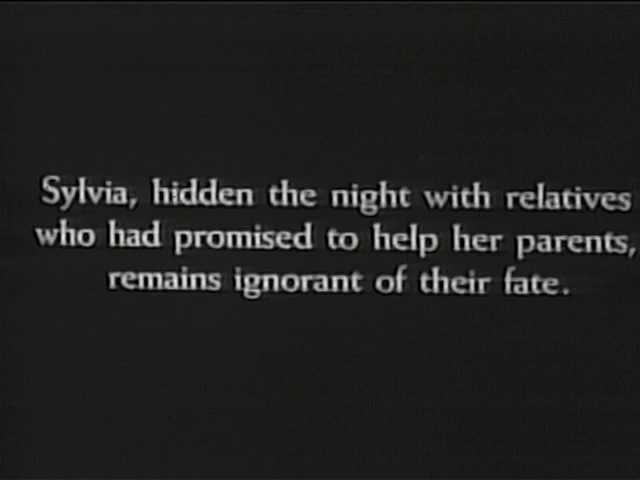 Sylvia, hidden the night with relatives
who had promised to help her parents,
remains ignorant of their fate.